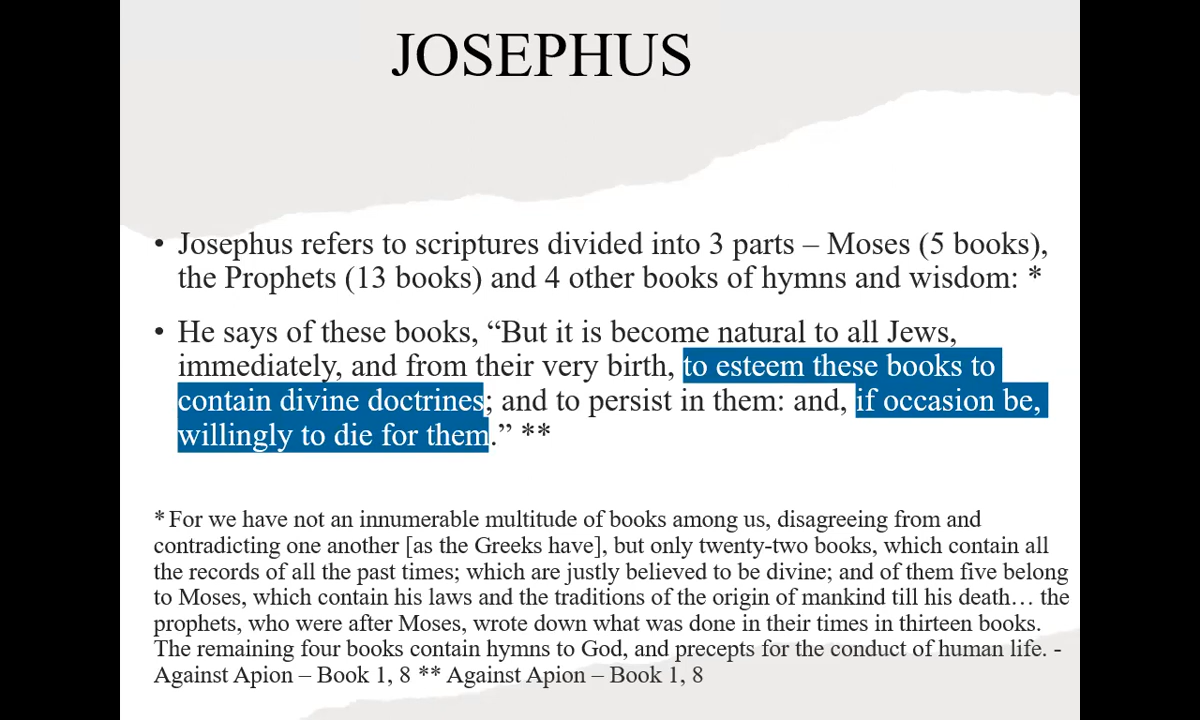 JOSEPHUS
• Josephus refers to scriptures divided into 3 parts – Moses (5 books),
the Prophets (13 books) and 4 other books of hymns and wisdom: *
• He says of these books, “But it is become natural to all Jews,
immediately, and from their very birth, to esteem these books to
contain divine doctrines; and to persist in them: and, if occasion be,
willingly to die for them.” **
* For we have not an innumerable multitude of books among us, disagreeing from and
contradicting one another [as the Greeks have], but only twenty-two books, which contain all
the records of all the past times; which are justly believed to be divine; and of them five belong
to Moses, which contain his laws and the traditions of the origin of mankind till his death… the
prophets, who were after Moses, wrote down what was done in their times in thirteen books.
The remaining four books contain hymns to God, and precepts for the conduct of human life. -
Against Apion – Book 1, 8 ** Against Apion – Book 1, 8